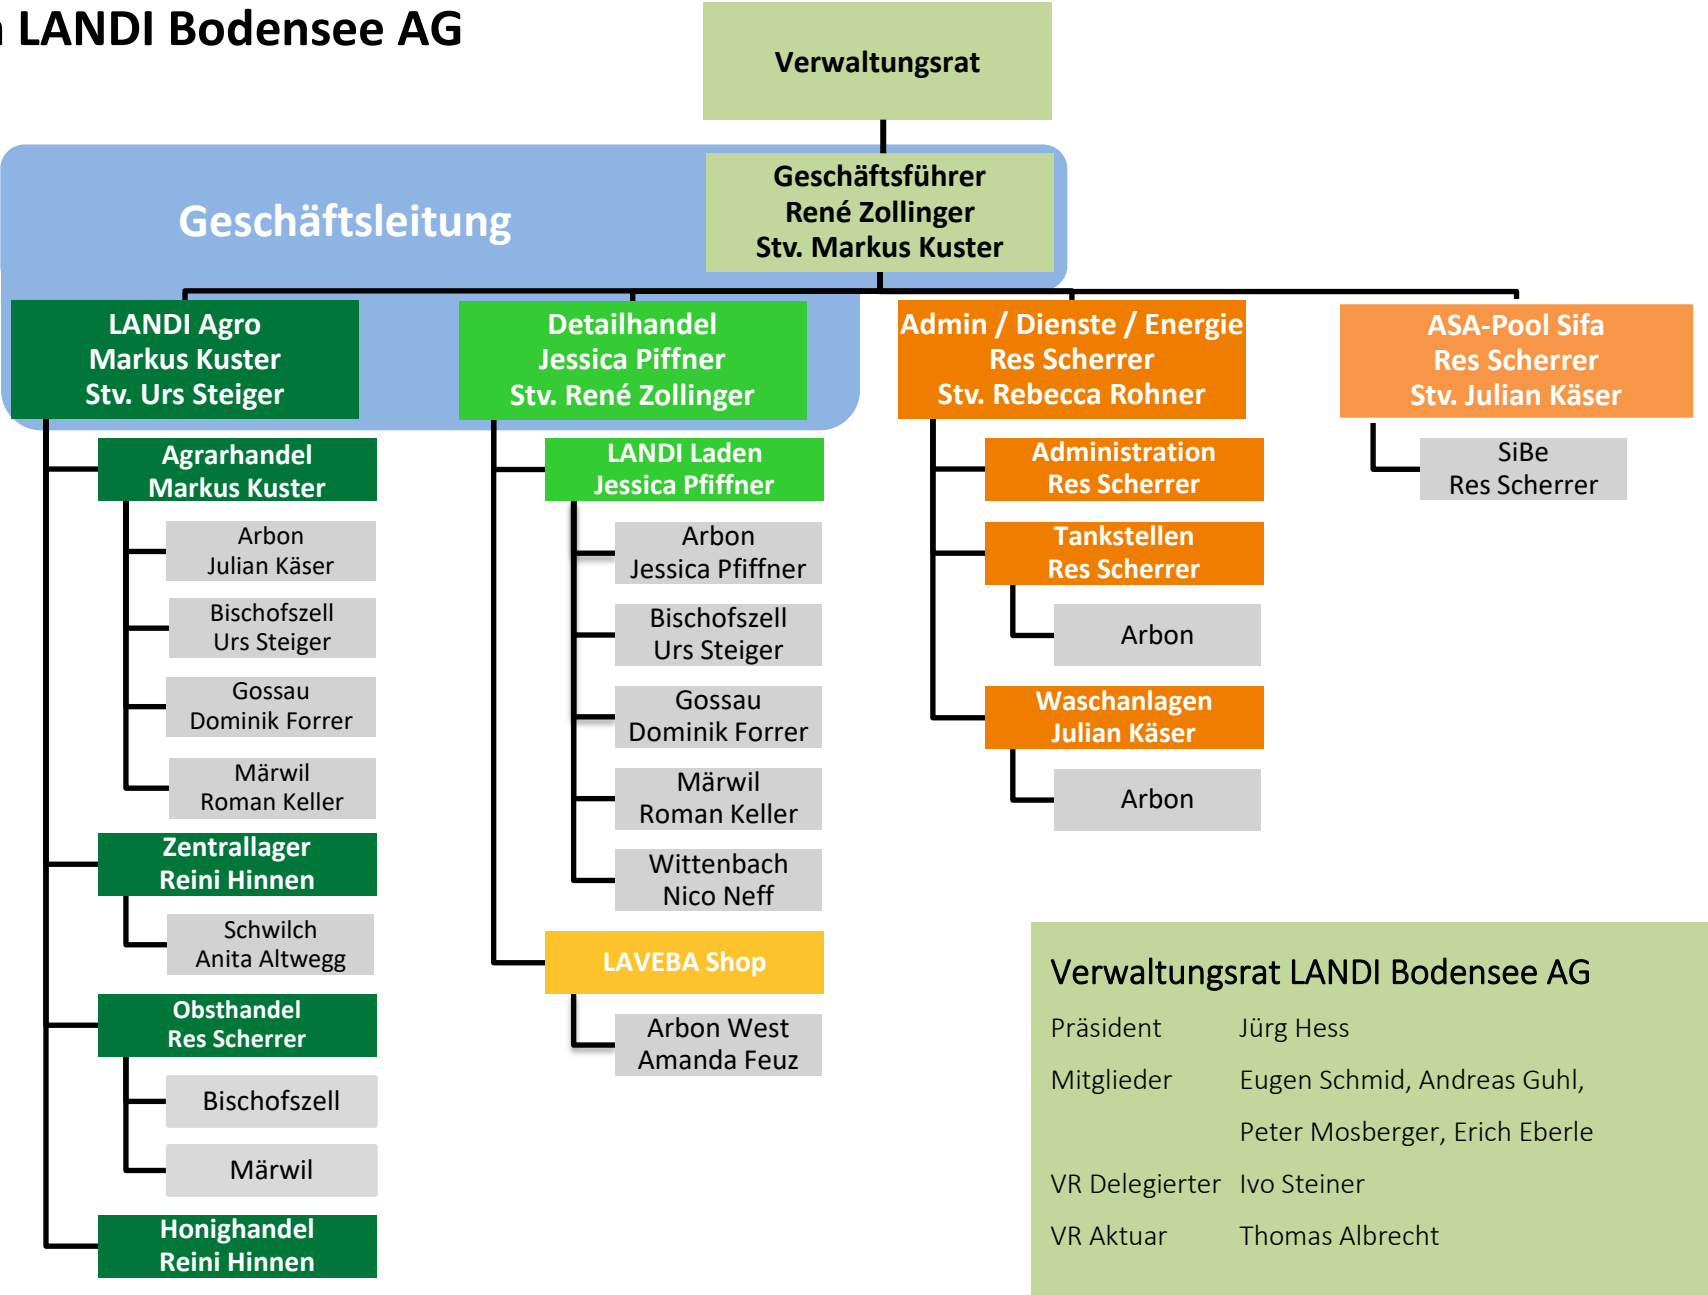 LANDI Bodensee AG
Verwaltungsrat
Geschäftsleitung
Geschäftsführer
René Zollinger
Stv. Markus Kuster
LANDI Agro
Markus Kuster
Stv. Urs Steiger
Agrarhandel
Markus Kuster
Arbon
Julian Käser
Bischofszell
Urs Steiger
Gossau
Dominik Forrer
Märwil
Roman Keller
Zentrallager
Reini Hinnen
Schwilch
Anita Altwegg
Obsthandel
Res Scherrer
Bischofszell
Märwil
Honighandel
Reini Hinnen
Detailhandel
Jessica Piffner
Stv. René Zollinger
LANDI Laden
Jessica Pfiffner
Arbon
Jessica Pfiffner
Bischofszell
Urs Steiger
Gossau
Dominik Forrer
Märwil
Roman Keller
Wittenbach
Nico Neff
LAVEBA Shop
Arbon West
Amanda Feuz
Admin / Dienste / Energie
Res Scherrer
Stv. Rebecca Rohner
Administration
Res Scherrer
Tankstellen
Res Scherrer
Arbon
Waschanlagen
Julian Käser
Arbon
ASA-Pool Sifa
Res Scherrer
Stv. Julian Käser
SiBe
Res Scherrer
Verwaltungsrat LANDI Bodensee AG
Präsident Jürg Hess
Mitglieder Eugen Schmid, Andreas Guhl,
Peter Mosberger, Erich Eberle
VR Delegierter Ivo Steiner
VR Aktuar Thomas Albrecht